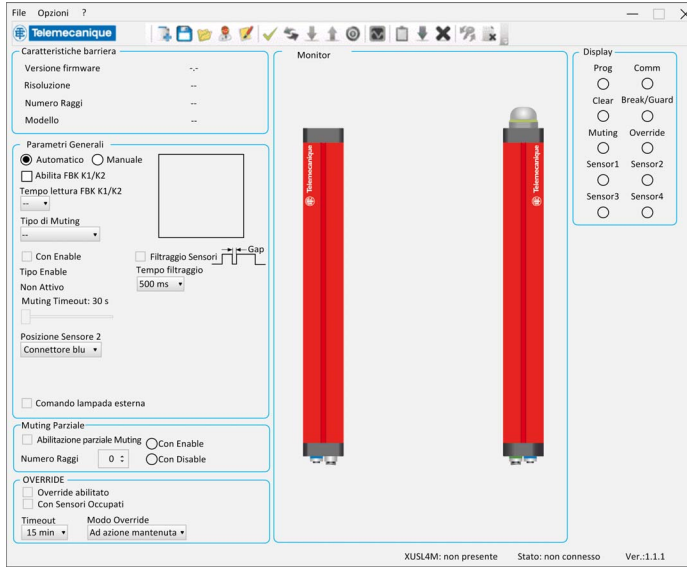 File Opzioni ?
Telemecanique
Caratteristiche barriera
Versione firmware -.-
Risoluzione --
Numero Raggi --
Modello --
Parametri Generali
Automatico Manuale
Abilita FBK K1/K2
Tempo lettura FBK K1/K2
--
Tipo di Muting
--
Con Enable
Filtraggio Sensori
Gap
Tipo Enable
Tempo filtraggio
Non Attivo
500 ms
Muting Timeout: 30 s
Posizione Sensore 2
Connettore blu
Comando lampada esterna
Muting Parziale
Abilitazione parziale Muting
Con Enable
Numero Raggi 0
Con Disable
OVERRIDE
Override abilitato
Con Sensori Occupati
Timeout Modo Override
15 min Ad azione mantenuta
Monitor
Telemecanique
Telemecanique
Display
Prog Comm
Clear Break/Guard
Muting Override
Sensor1 Sensor2
Sensor3 Sensor4
XUSL4M: non presente Stato: non connesso Ver.:1.1.1